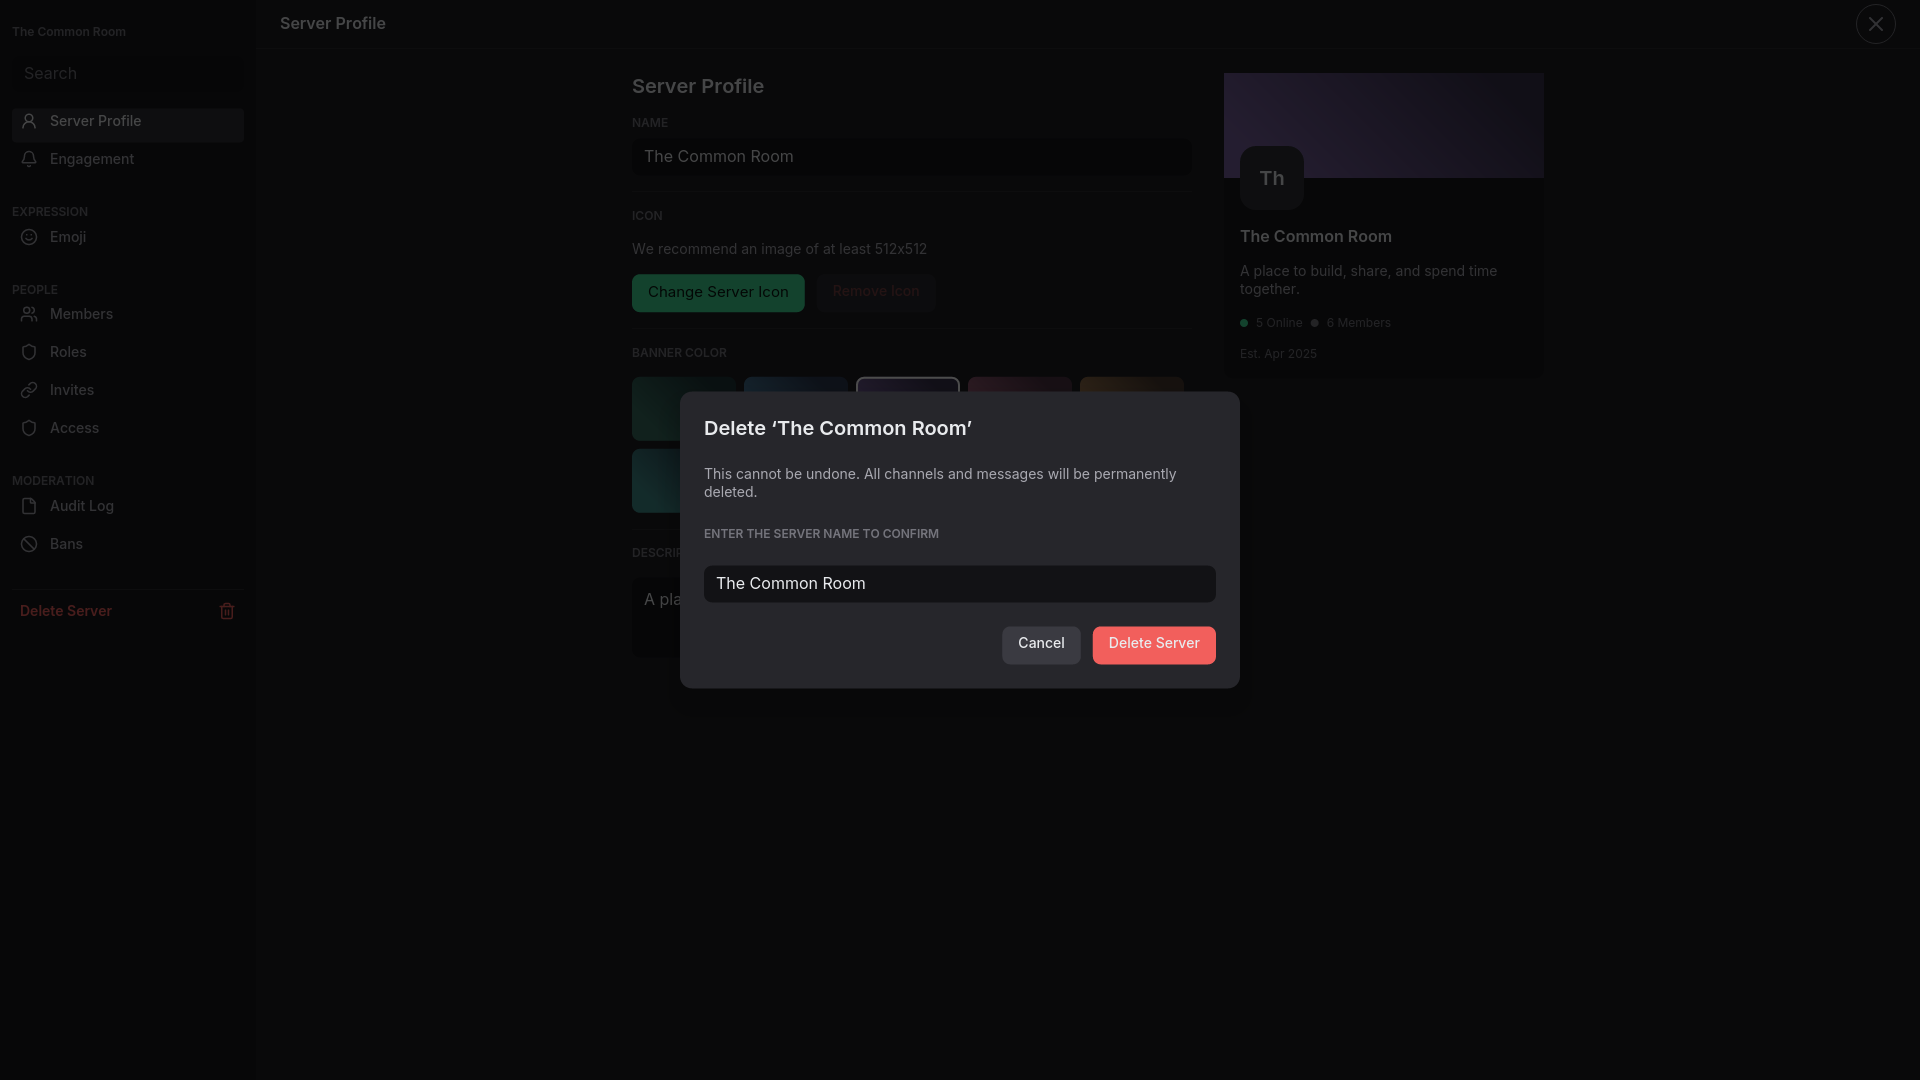 The Common Room
Search
Server Profile
Engagement
EXPRESSION
Emoji
PEOPLE
Members
Roles
Invites
Access
MODERATION
Audit Log
Bans
Delete Server
Server Profile
Server Profile
NAME
The Common Room
ICON
We recommend an image of at least 512x512
Change Server Icon
Remove Icon
BANNER COLOR
A pla
Th
The Common Room
A place to build, share, and spend time
together.
5 Online
6 Members
Est. Apr 2025
Delete ‘The Common Room’
This cannot be undone. All channels and messages will be permanently
deleted.
ENTER THE SERVER NAME TO CONFIRM
The Common Room
Cancel
Delete Server